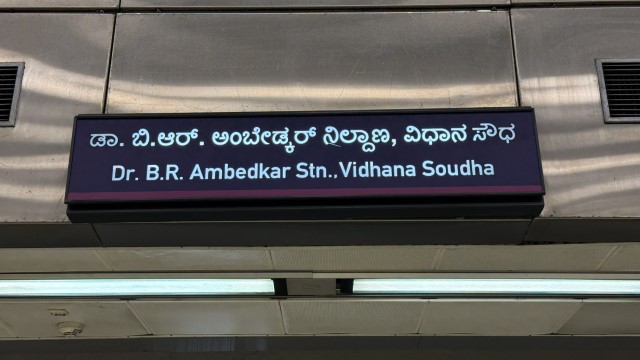 ಡಾ. ಬಿ.ಆರ್. ಅಂಬೇಡ್ಕರ್ ನಿಲ್ದಾಣ, ವಿಧಾನ ಸೌಧ
Dr. B.R. Ambedkar Stn.,Vidhana Soudha